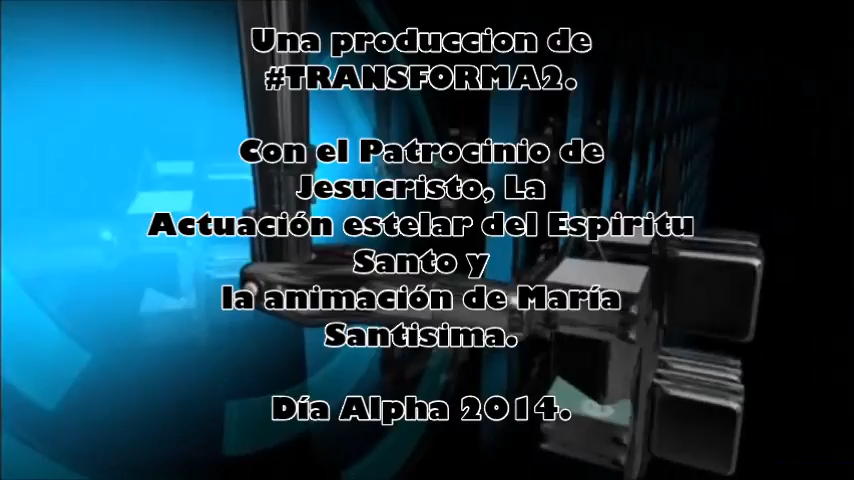 Una produccion de
#TRANSFORMA2.
Con el Patrocinio de
Jesucristo, La
Actuación estelar del Espiritu
Santo y
la animación de María
Santisima.
Día Alpha 2014.